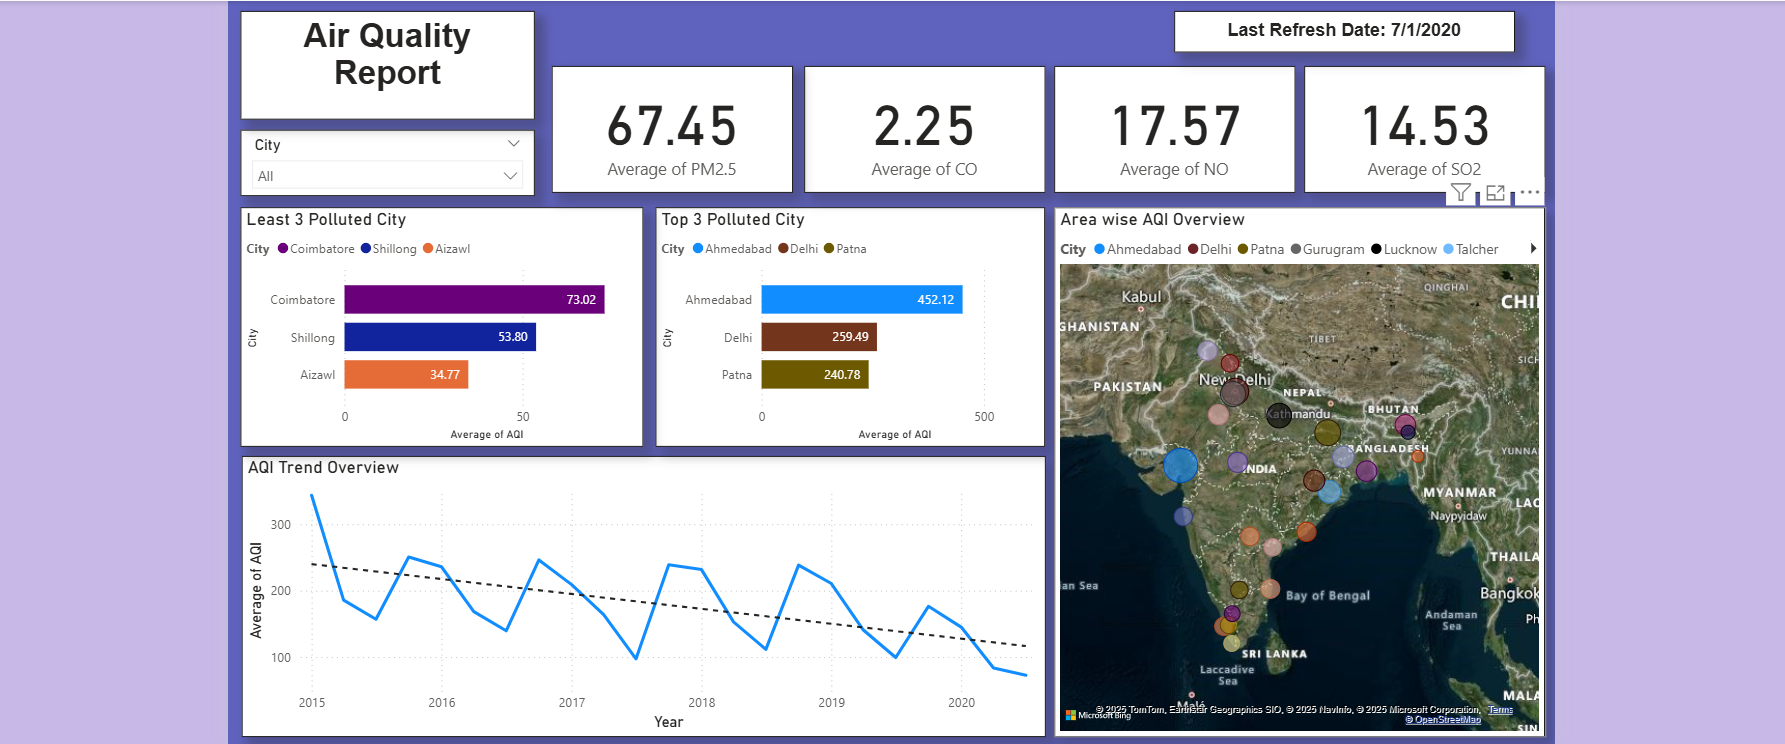 Air Quality
Report
Last Refresh Date: 7/1/2020
City
All
67.45
Average of PM2.5
2.25
Average of CO
17.57
Average of NO
14.53
Average of SO2
Least 3 Polluted City
City Coimbatore Shillong Aizawl
City
Coimbatore 73.02
Shillong 53.80
Aizawl 34.77
0 50
Average of AQI
Top 3 Polluted City
City Ahmedabad Delhi Patna
City
Ahmedabad 452.12
Delhi 259.49
Patna 240.78
0 500
Average of AQI
AQI Trend Overview
Average of AQI
300
200
100
2015 2016 2017 2018 2019 2020
Year
Area wise AQI Overview
City Ahmedabad Delhi Patna Gurugram Lucknow Talcher
QINGHAI
Kabul
CHI
GHANISTAN
TIBET
SICH
New Delhi
PAKISTAN
NEPAL
Kathmandu
BHUTAN
BANGLADESH
YUNNA
INDIA
MYANMAR
LAO
Naypyidaw
THAILA
ian Sea
Bay of Bengal
Bangkok
Andaman
Sea
Ph
SRI LANKA
Laccadive
Sea
Malé
MALA
© 2025 TomTom, Earthstar Geographics SIO, © 2025 NavInfo, © 2025 Microsoft Corporation, Terms
Microsoft Bing
© OpenStreetMap
SIN